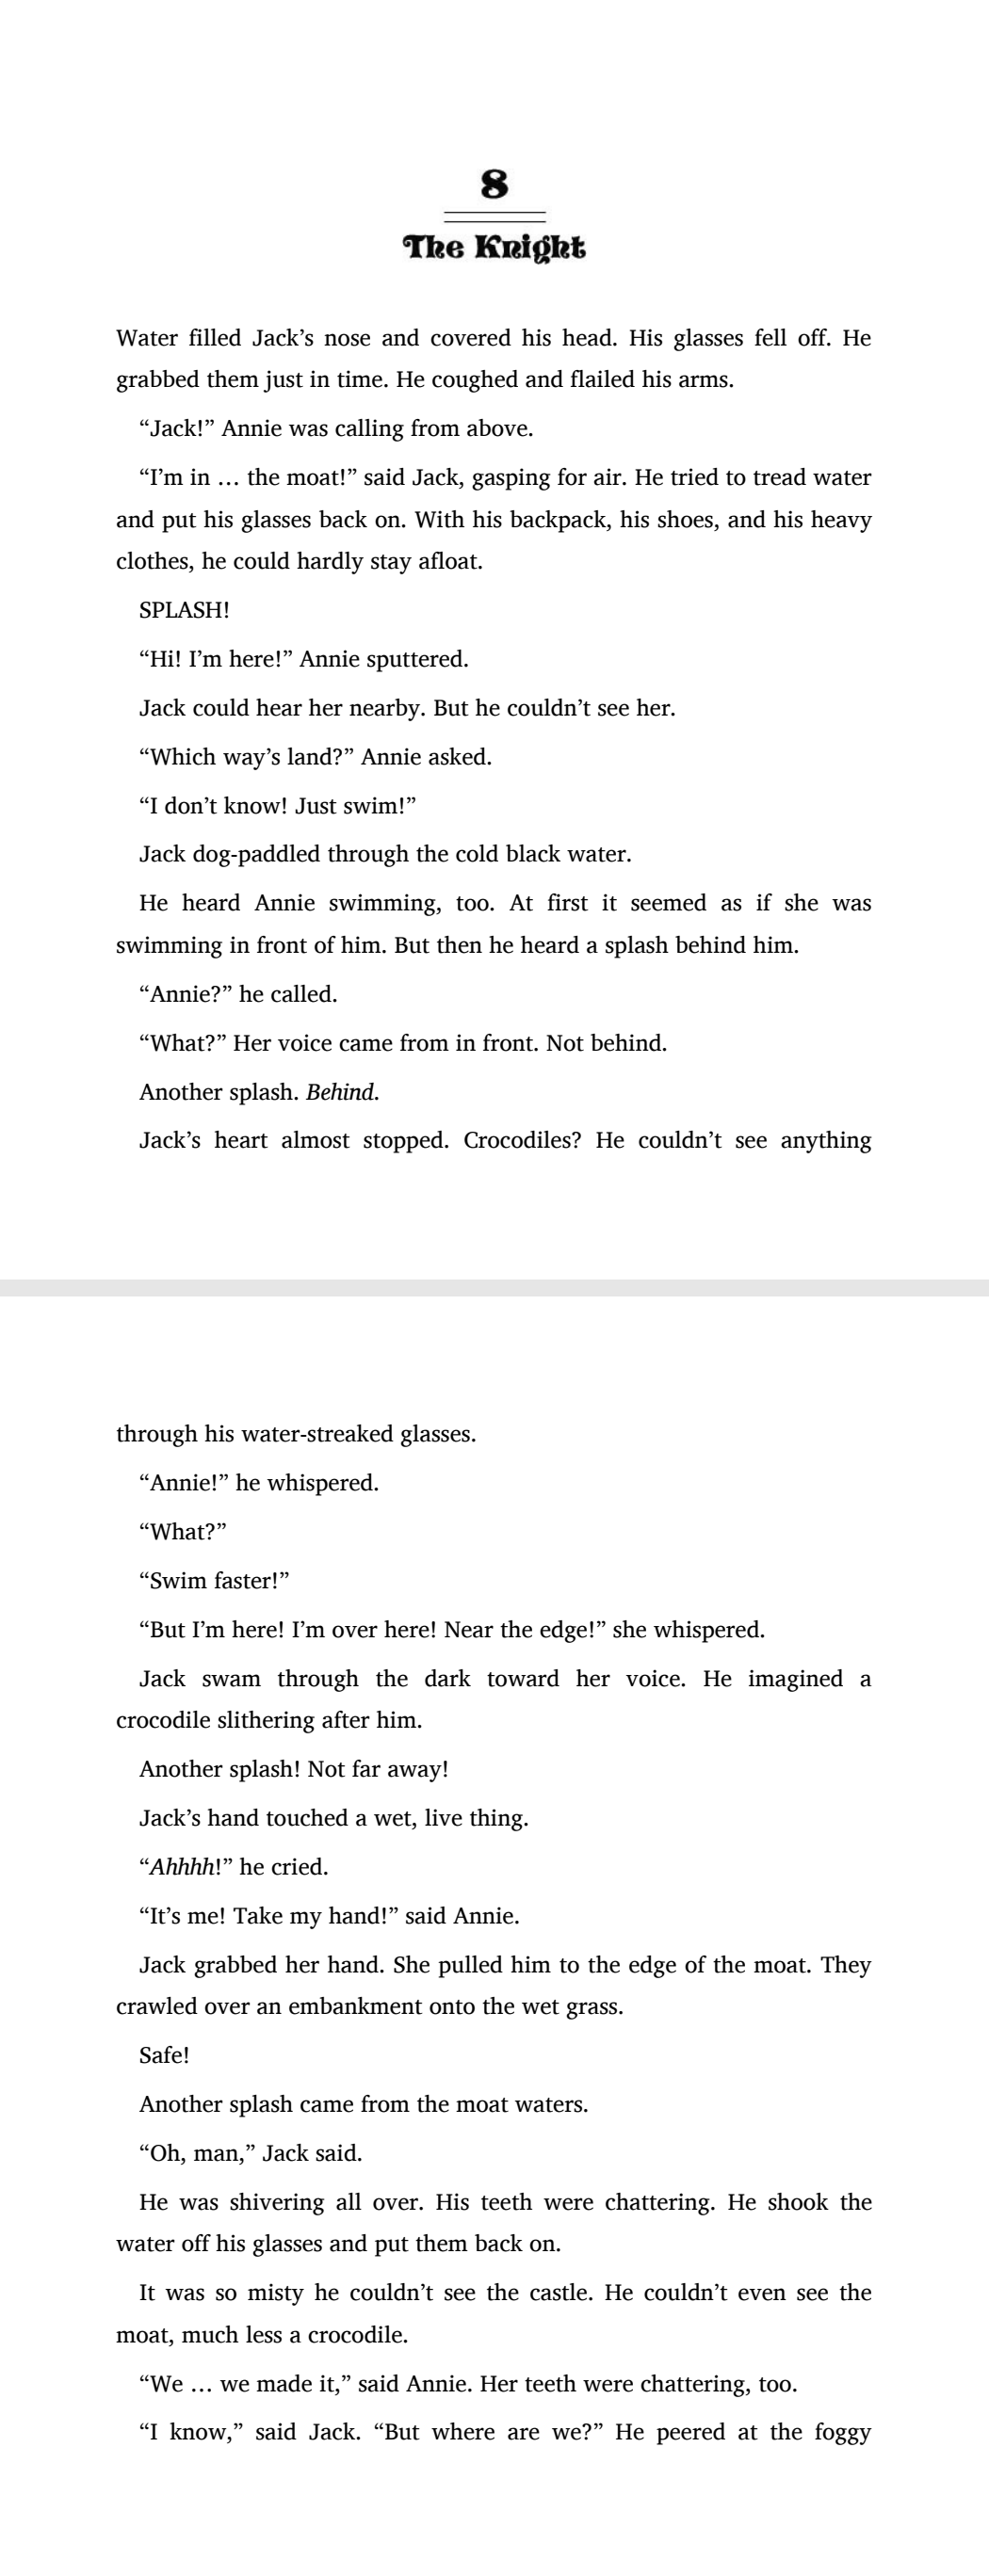 8
The Knight
Water filled Jack’s nose and covered his head. His glasses fell off. He
grabbed them just in time. He coughed and flailed his arms.
“Jack!” Annie was calling from above.
“I’m in … the moat!” said Jack, gasping for air. He tried to tread water
and put his glasses back on. With his backpack, his shoes, and his heavy
clothes, he could hardly stay afloat.
SPLASH!
“Hi! I’m here!” Annie sputtered.
Jack could hear her nearby. But he couldn’t see her.
“Which way’s land?” Annie asked.
“I don’t know! Just swim!”
Jack dog-paddled through the cold black water.
He heard Annie swimming, too. At first it seemed as if she was
swimming in front of him. But then he heard a splash behind him.
“Annie?” he called.
“What?” Her voice came from in front. Not behind.
Another splash. Behind.
Jack’s heart almost stopped. Crocodiles? He couldn’t see anything
through his water-streaked glasses.
“Annie!” he whispered.
“What?”
“Swim faster!”
“But I’m here! I’m over here! Near the edge!” she whispered.
Jack swam through the dark toward her voice. He imagined a
crocodile slithering after him.
Another splash! Not far away!
Jack’s hand touched a wet, live thing.
“Ahhhh!” he cried.
“It’s me! Take my hand!” said Annie.
Jack grabbed her hand. She pulled him to the edge of the moat. They
crawled over an embankment onto the wet grass.
Safe!
Another splash came from the moat waters.
“Oh, man,” Jack said.
He was shivering all over. His teeth were chattering. He shook the
water off his glasses and put them back on.
It was so misty he couldn’t see the castle. He couldn’t even see the
moat, much less a crocodile.
“We … we made it,” said Annie. Her teeth were chattering, too.
“I know,” said Jack. “But where are we?” He peered at the foggy